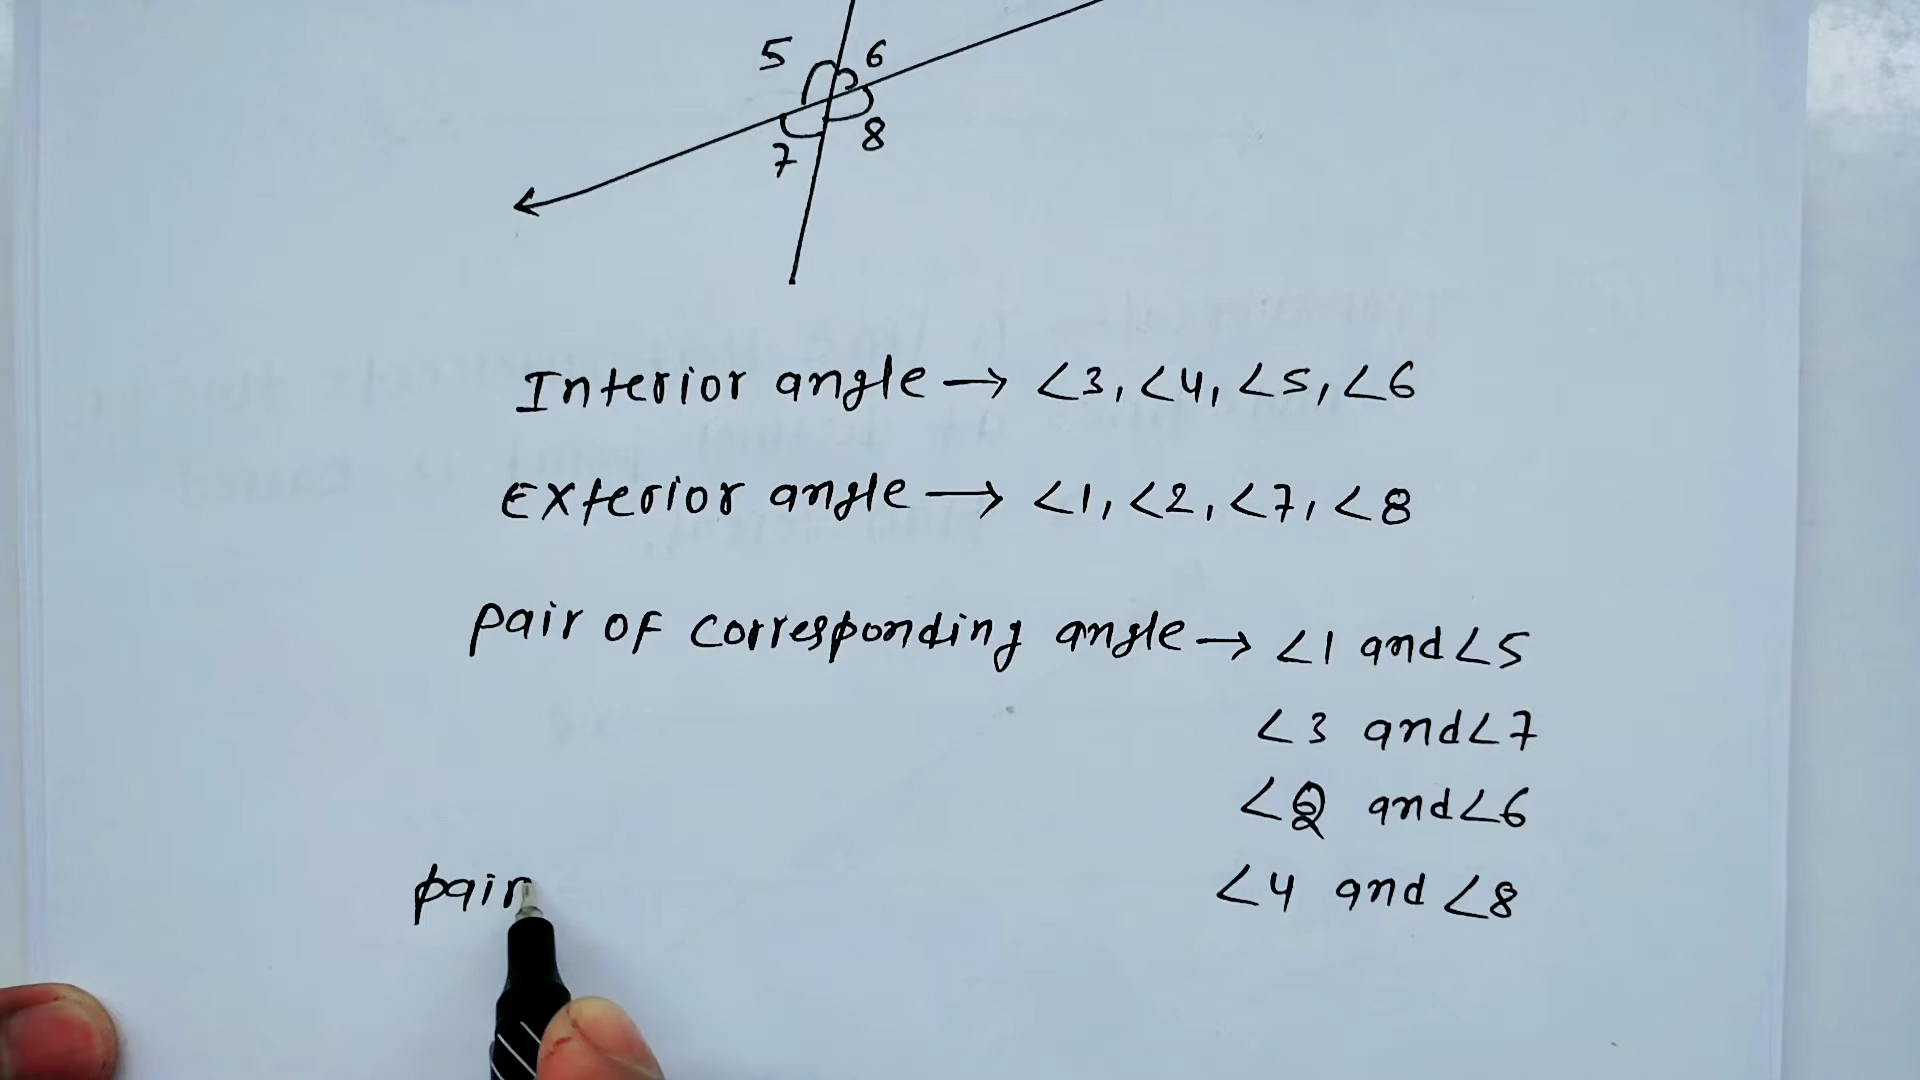 5 6
7 8
Interior angle → ∠3, ∠4, ∠5, ∠6
Exterior angle → ∠1, ∠2, ∠7, ∠8
pair of corresponding angle → ∠1 and ∠5
∠3 and ∠7
∠2 and ∠6
∠4 and ∠8
pair